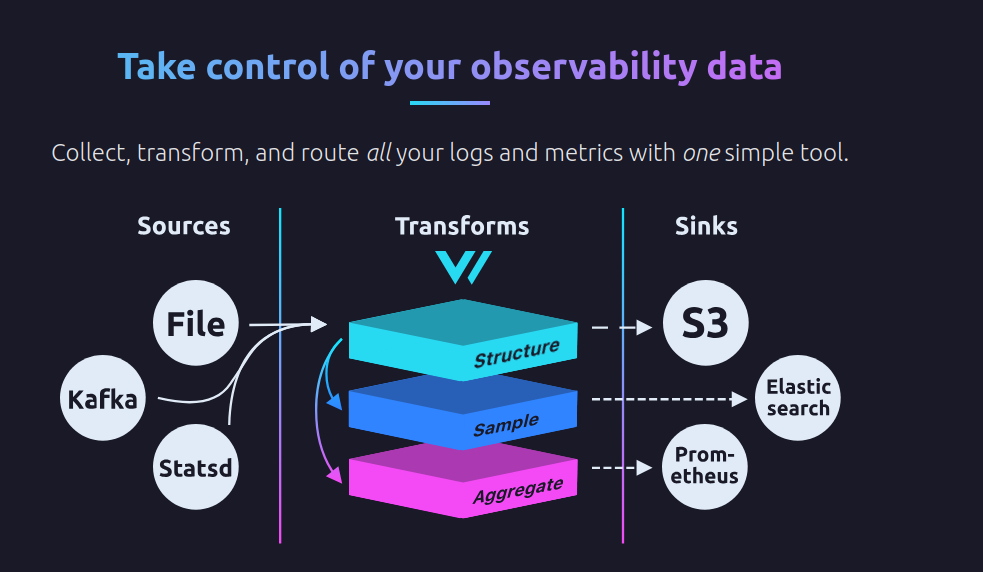 Take control of your observability data
Collect, transform, and route all your logs and metrics with one simple tool.
Sources
Transforms
Sinks
File
Kafka
Statsd
Structure
Sample
Aggregate
S3
Elastic
search
Prom-
etheus